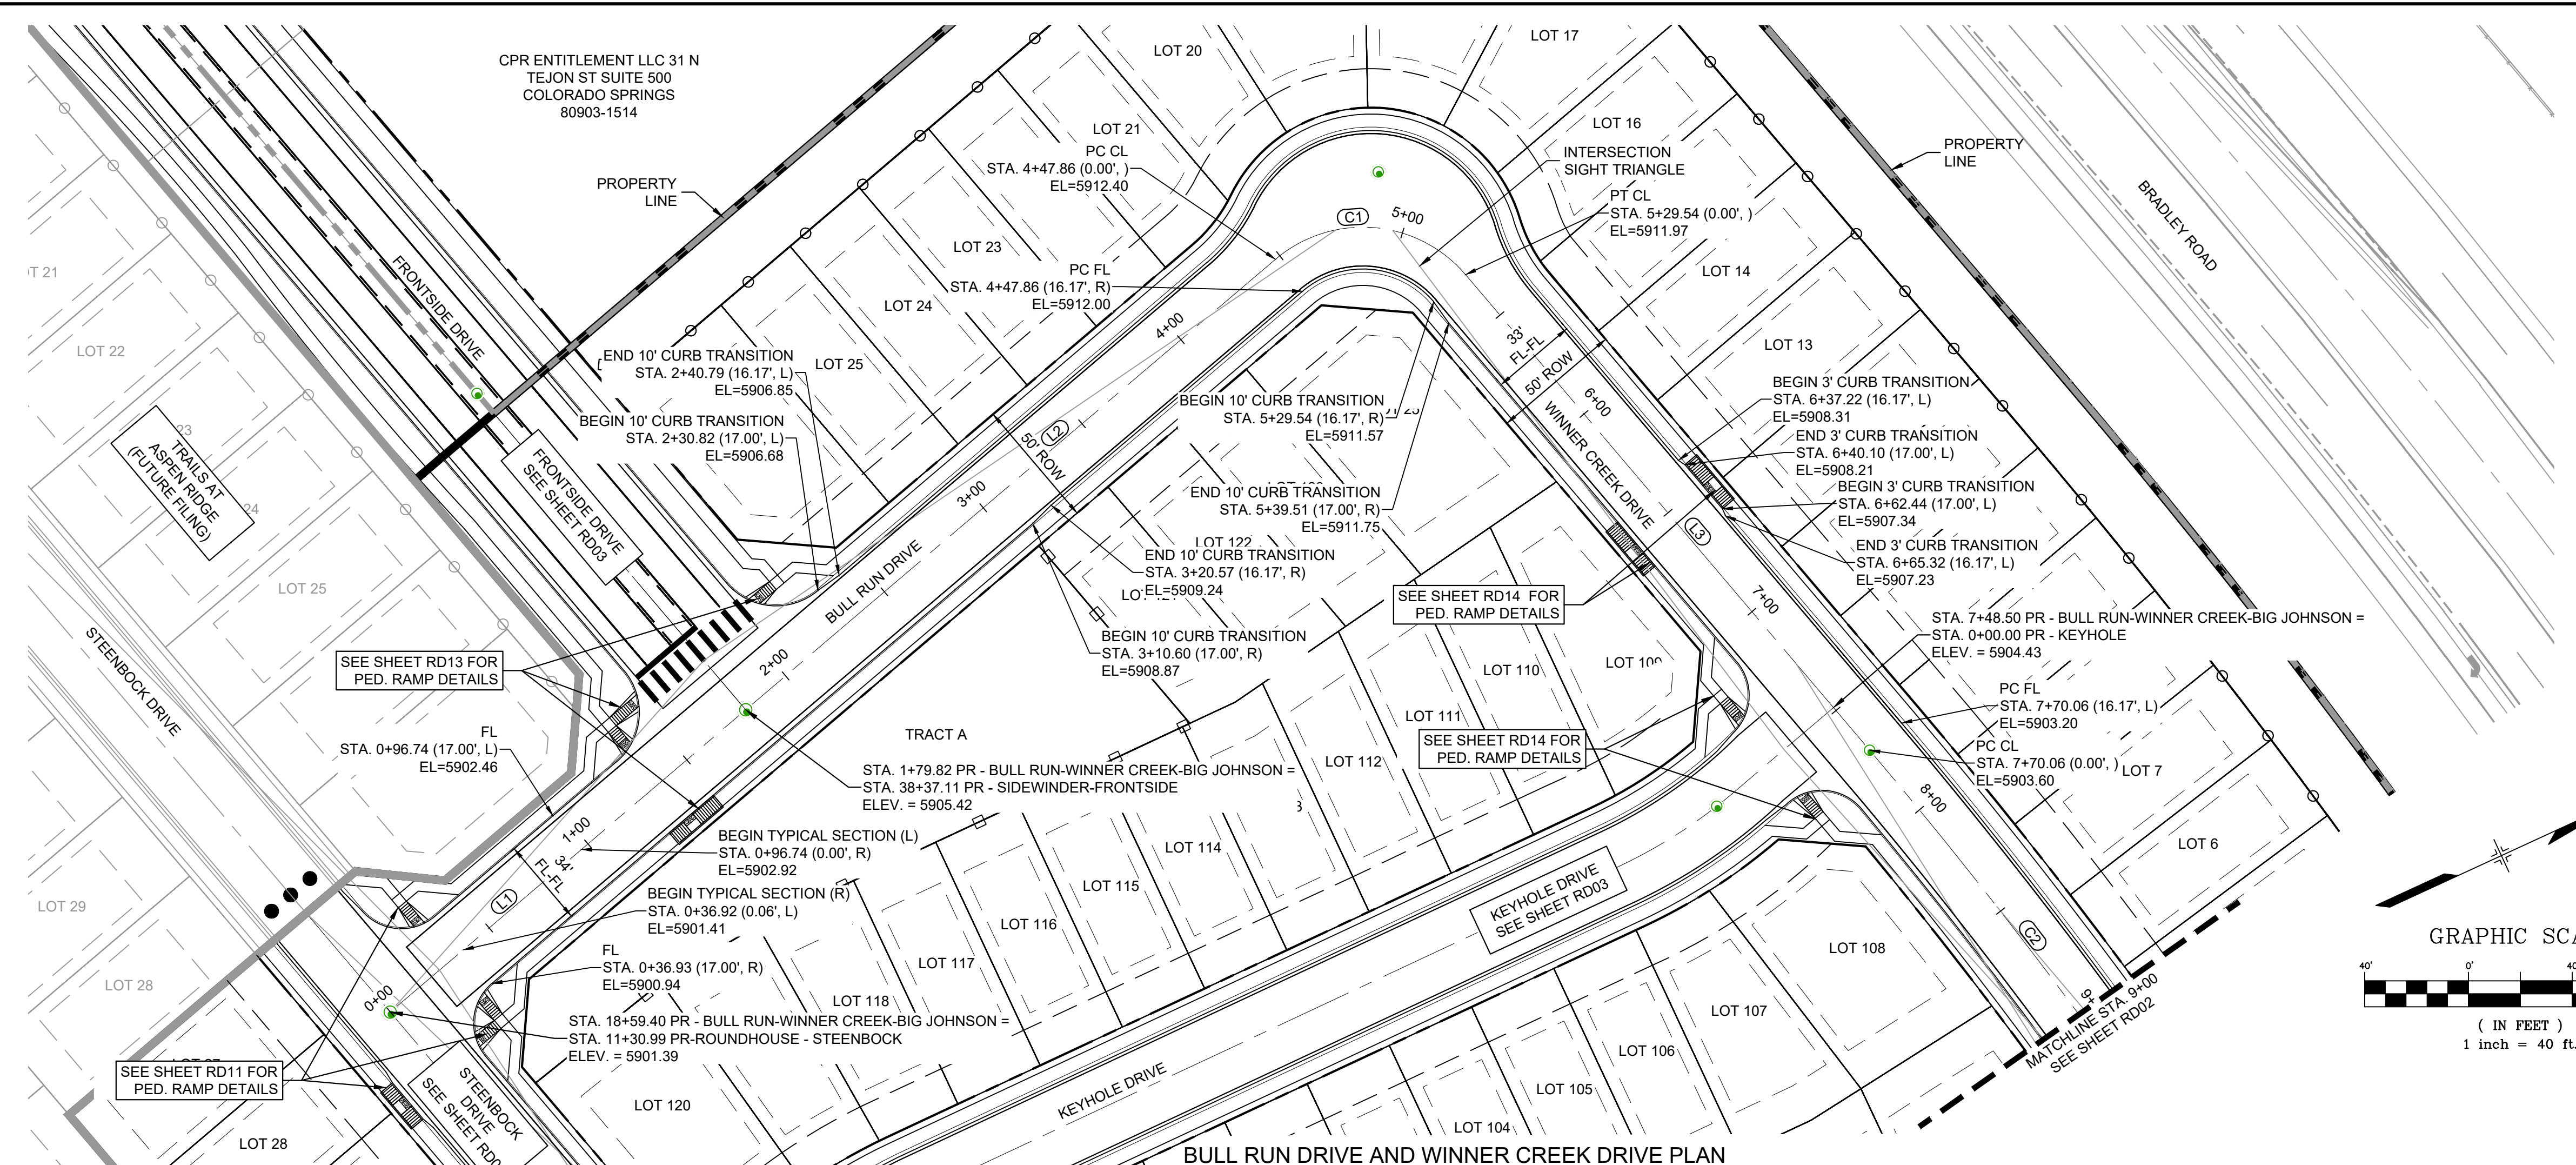 CPR ENTITLEMENT LLC 31 N
TEJON ST SUITE 500
COLORADO SPRINGS
80903-1514
PROPERTY
LINE
FRONTSIDE DRIVE
LOT 20
LOT 17
LOT 21
PC CL
STA. 4+47.86 (0.00', )
EL=5912.40
LOT 16
INTERSECTION
SIGHT TRIANGLE
PT CL
STA. 5+29.54 (0.00', )
EL=5911.97
PROPERTY
LINE
BRADLEY ROAD
C1
5+00
LOT 23
LOT 14
PC FL
STA. 4+47.86 (16.17', R)
EL=5912.00
LOT 24
4+00
33'
FL-FL
50' ROW
LOT 13
T 21
LOT 22
23
24
TRAILS AT
ASPEN RIDGE
(FUTURE FILING)
LOT 25
END 10' CURB TRANSITION
STA. 2+40.79 (16.17', L)
EL=5906.85
LOT 25
BEGIN 10' CURB TRANSITION
STA. 2+30.82 (17.00', L)
EL=5906.68
FRONTSIDE DRIVE
SEE SHEET RD03
L2
50' ROW
3+00
BEGIN 10' CURB TRANSITION
STA. 5+29.54 (16.17', R)
EL=5911.57
END 10' CURB TRANSITION
STA. 5+39.51 (17.00', R)
EL=5911.75
WINNER CREEK DRIVE
6+00
BEGIN 3' CURB TRANSITION
STA. 6+37.22 (16.17', L)
EL=5908.31
END 3' CURB TRANSITION
STA. 6+40.10 (17.00', L)
EL=5908.21
BEGIN 3' CURB TRANSITION
STA. 6+62.44 (17.00', L)
EL=5907.34
END 3' CURB TRANSITION
STA. 6+65.32 (16.17', L)
EL=5907.23
L3
LOT 122
END 10' CURB TRANSITION
STA. 3+20.57 (16.17', R)
EL=5909.24
BEGIN 10' CURB TRANSITION
STA. 3+10.60 (17.00', R)
EL=5908.87
BULL RUN DRIVE
2+00
SEE SHEET RD14 FOR
PED. RAMP DETAILS
7+00
STA. 7+48.50 PR - BULL RUN-WINNER CREEK-BIG JOHNSON =
STA. 0+00.00 PR - KEYHOLE
ELEV. = 5904.43
STEENBOCK DRIVE
SEE SHEET RD13 FOR
PED. RAMP DETAILS
LOT 109
LOT 110
LOT 111
LOT 112
PC FL
STA. 7+70.06 (16.17', L)
EL=5903.20
PC CL
STA. 7+70.06 (0.00', )
EL=5903.60
LOT 7
FL
STA. 0+96.74 (17.00', L)
EL=5902.46
TRACT A
SEE SHEET RD14 FOR
PED. RAMP DETAILS
STA. 1+79.82 PR - BULL RUN-WINNER CREEK-BIG JOHNSON =
STA. 38+37.11 PR - SIDEWINDER-FRONTSIDE
ELEV. = 5905.42
8+00
1+00
34'
FL-FL
BEGIN TYPICAL SECTION (L)
STA. 0+96.74 (0.00', R)
EL=5902.92
LOT 114
LOT 6
LOT 29
L1
BEGIN TYPICAL SECTION (R)
STA. 0+36.92 (0.06', L)
EL=5901.41
LOT 115
LOT 116
KEYHOLE DRIVE
SEE SHEET RD03
C2
LOT 108
GRAPHIC SCA
40'
0'
40
( IN FEET )
1 inch = 40 ft.
LOT 28
0+00
FL
STA. 0+36.93 (17.00', R)
EL=5900.94
LOT 117
LOT 118
STA. 18+59.40 PR - BULL RUN-WINNER CREEK-BIG JOHNSON =
STA. 11+30.99 PR-ROUNDHOUSE - STEENBOCK
ELEV. = 5901.39
LOT 107
9+
MATCHLINE STA. 9+00
SEE SHEET RD02
LOT 106
LOT 105
LOT 104
SEE SHEET RD11 FOR
PED. RAMP DETAILS
STEENBOCK
DRIVE
SEE SHEET RD0
LOT 120
KEYHOLE DRIVE
LOT 28
BULL RUN DRIVE AND WINNER CREEK DRIVE PLAN